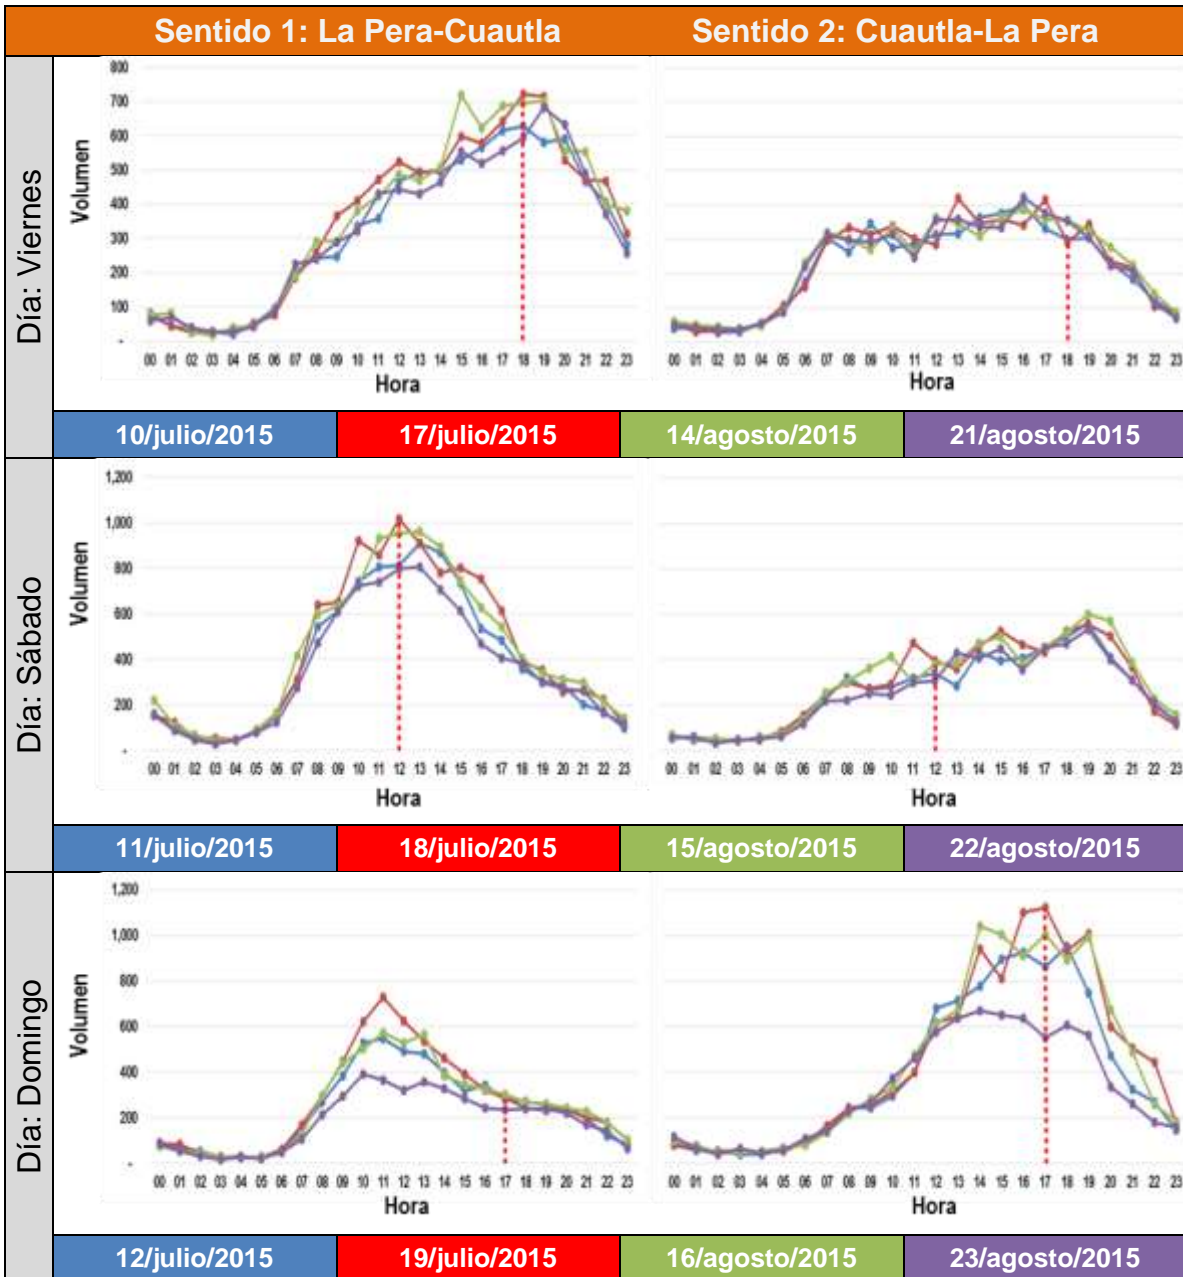 Sentido 1: La Pera-Cuautla Sentido 2: Cuautla-La Pera
Día: Viernes
Volumen
800
700
600
500
400
300
200
100
-
00 01 02 03 04 05 06 07 08 09 10 11 12 13 14 15 16 17 18 19 20 21 22 23
Hora
00 01 02 03 04 05 06 07 08 09 10 11 12 13 14 15 16 17 18 19 20 21 22 23
Hora
10/julio/2015 17/julio/2015 14/agosto/2015 21/agosto/2015
Día: Sábado
Volumen
1,200
1,000
800
600
400
200
-
00 01 02 03 04 05 06 07 08 09 10 11 12 13 14 15 16 17 18 19 20 21 22 23
Hora
00 01 02 03 04 05 06 07 08 09 10 11 12 13 14 15 16 17 18 19 20 21 22 23
Hora
11/julio/2015 18/julio/2015 15/agosto/2015 22/agosto/2015
Día: Domingo
Volumen
1,200
1,000
800
600
400
200
-
00 01 02 03 04 05 06 07 08 09 10 11 12 13 14 15 16 17 18 19 20 21 22 23
Hora
00 01 02 03 04 05 06 07 08 09 10 11 12 13 14 15 16 17 18 19 20 21 22 23
Hora
12/julio/2015 19/julio/2015 16/agosto/2015 23/agosto/2015